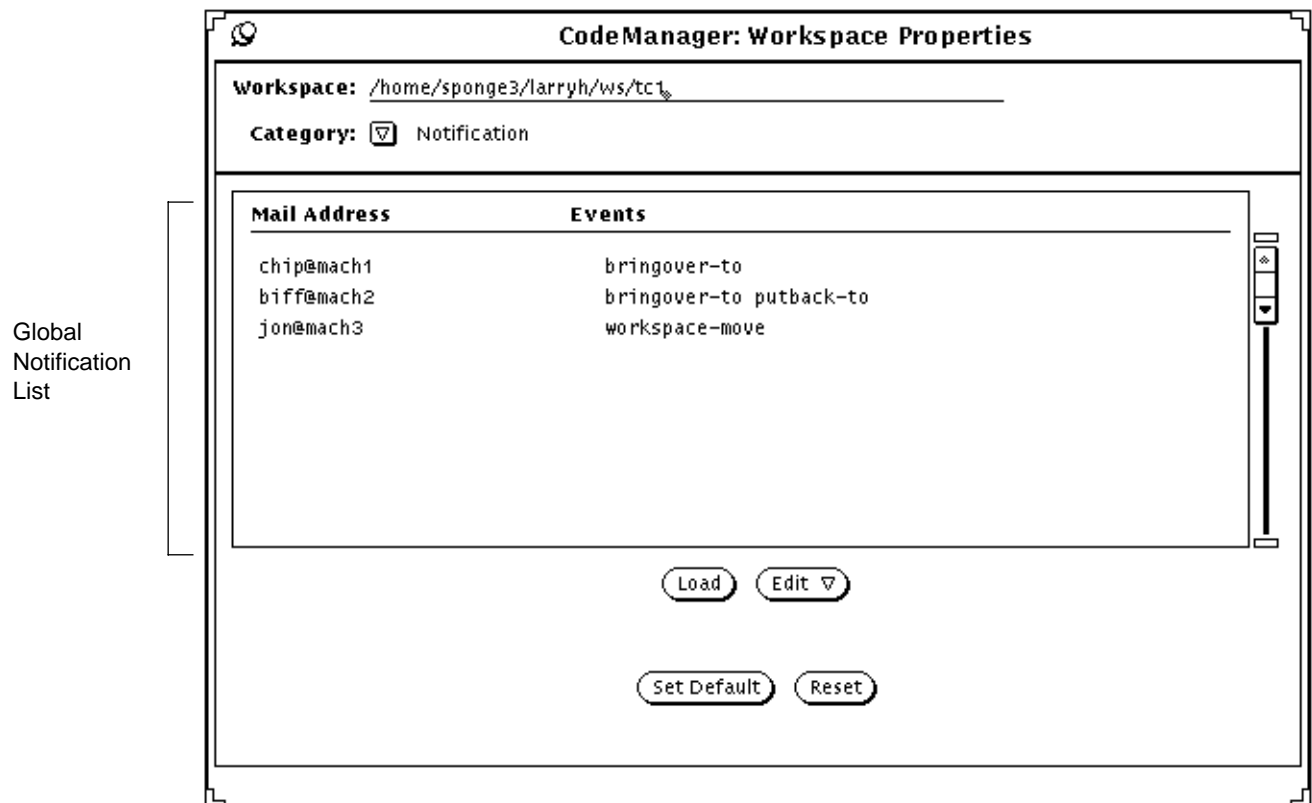 CodeManager: Workspace Properties
Workspace: /home/sponge3/larryh/ws/tc1
Category: Notification
Mail Address Events
chip@mach1 bringover-to
biff@mach2 bringover-to putback-to
jon@mach3 workspace-move
Global
Notification
List
Load Edit
Set Default Reset